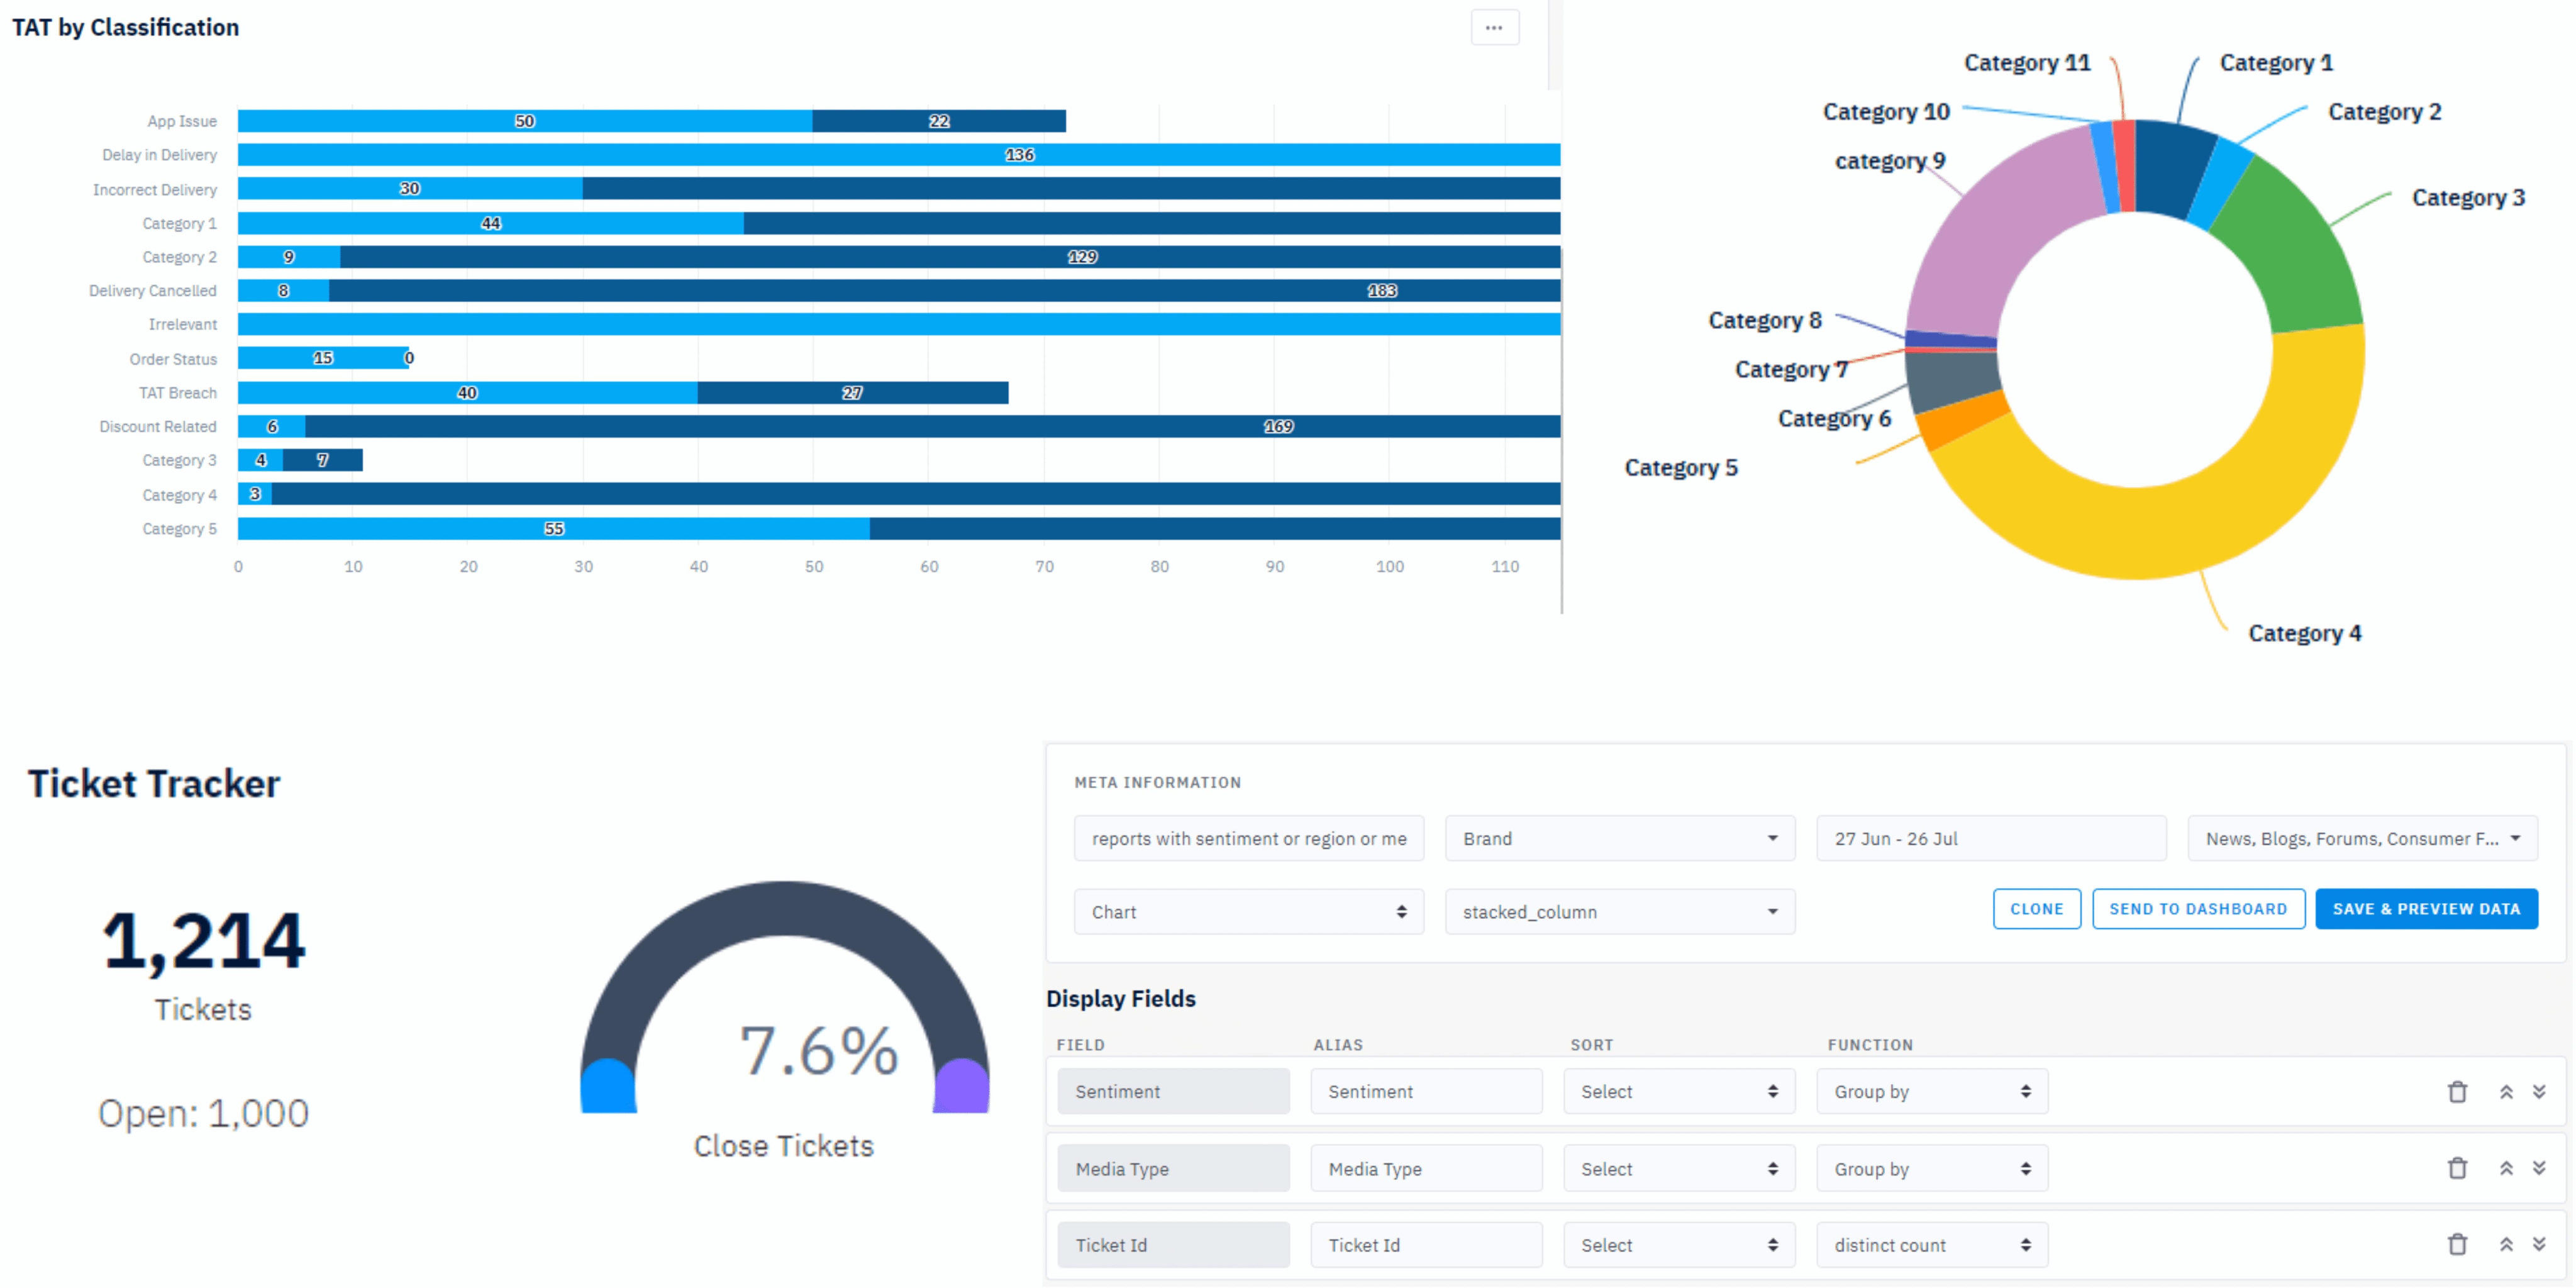 TAT by Classification
...
App Issue 50 22
Delay in Delivery 136
Incorrect Delivery 30
Category 1 44
Category 2 9 129
Delivery Cancelled 8 183
Irrelevant
Order Status 15 0
TAT Breach 40 27
Discount Related 6 169
Category 3 4 7
Category 4 3
Category 5 55
0 10 20 30 40 50 60 70 80 90 100 110
Category 11
Category 1
Category 10
Category 2
category 9
Category 3
Category 8
Category 7
Category 6
Category 5
Category 4
Ticket Tracker
1,214
Tickets
Open: 1,000
7.6%
Close Tickets
META INFORMATION
reports with sentiment or region or me
Brand
27 Jun - 26 Jul
News, Blogs, Forums, Consumer F...
Chart
stacked_column
CLONE
SEND TO DASHBOARD
SAVE & PREVIEW DATA
Display Fields
FIELD ALIAS SORT FUNCTION
Sentiment Sentiment Select Group by
Media Type Media Type Select Group by
Ticket Id Ticket Id Select distinct count